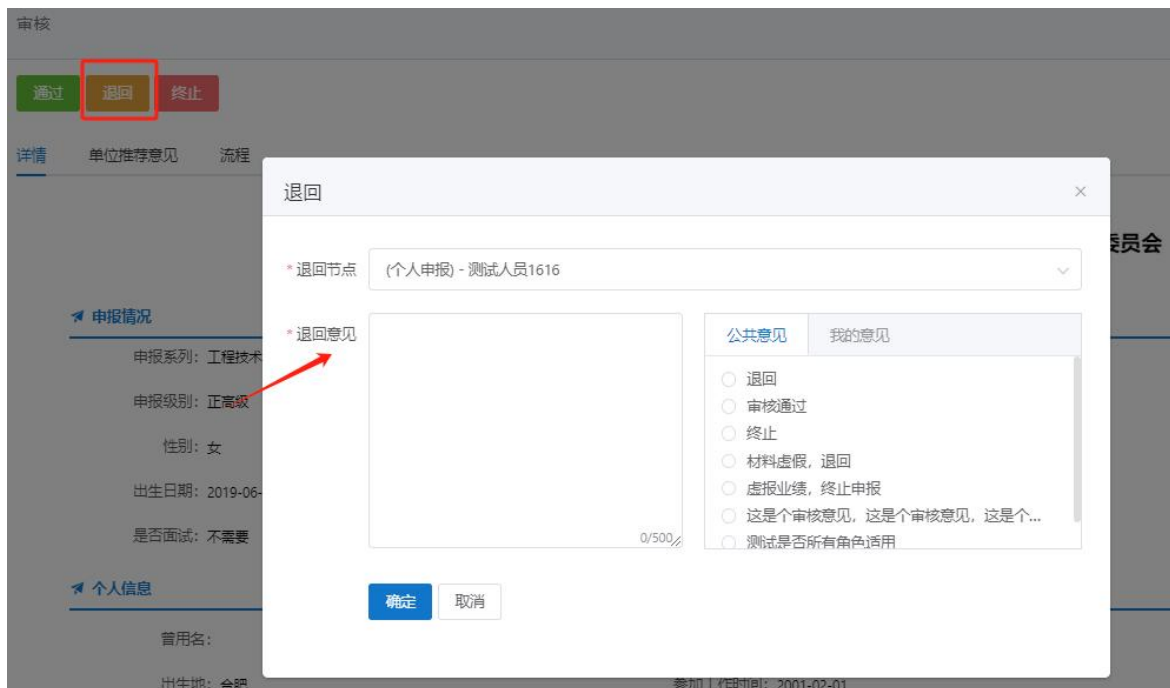 审核
通过 退回 终止
详情 单位推荐意见 流程
退回
委员会
*退回节点 (个人申报) - 测试人员1616
申报情况
*退回意见
公共意见 我的意见
申报系列：工程技术
退回
申报级别：正高级
审核通过
性别：女
终止
材料虚假，退回
出生日期：2019-06-
虚报业绩，终止申报
这是个审核意见，这是个审核意见，这是个...
是否面试：不需要
0/500
测试是否所有角色适用
个人信息
确定 取消
曾用名：
出生地：合肥 参加工作时间：2001-02-01